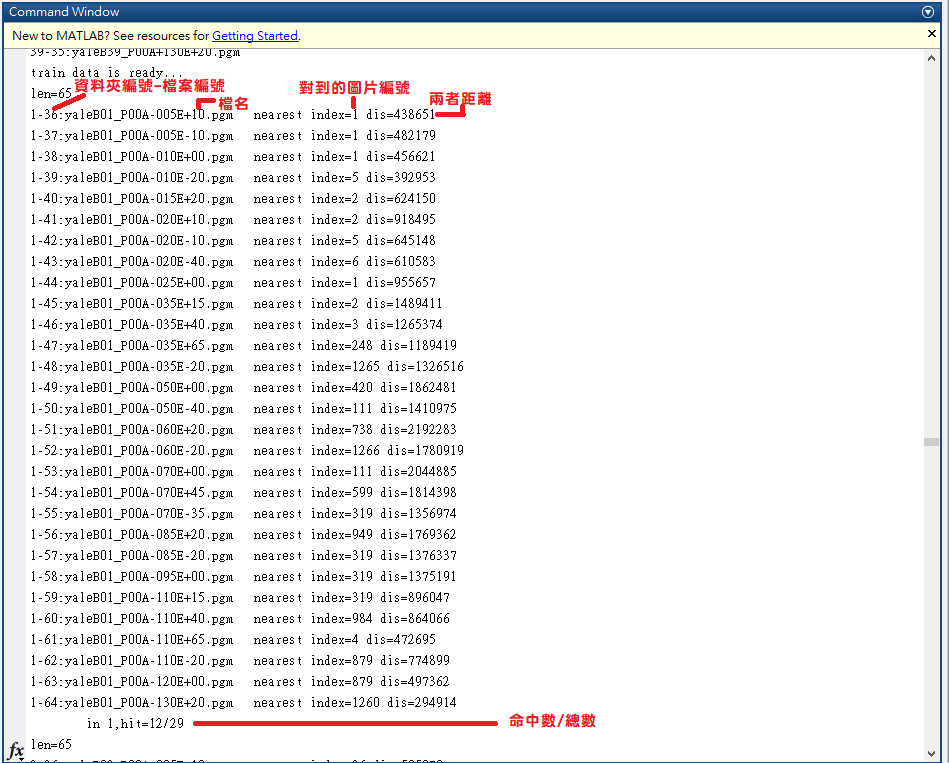 Command Window
New to MATLAB? See resources for Getting Started.
39-35:yaleB39_P00A+130E+20.pgm
train data is ready...
len=65
資料夾編號-檔案編號
檔名
對到的圖片編號
兩者距離
1-36:yaleB01_P00A-005E+10.pgm nearest index=1 dis=438651
1-37:yaleB01_P00A-005E-10.pgm nearest index=1 dis=482179
1-38:yaleB01_P00A-010E+00.pgm nearest index=1 dis=456621
1-39:yaleB01_P00A-010E-20.pgm nearest index=5 dis=392953
1-40:yaleB01_P00A-015E+20.pgm nearest index=2 dis=624150
1-41:yaleB01_P00A-020E+10.pgm nearest index=2 dis=918495
1-42:yaleB01_P00A-020E-10.pgm nearest index=5 dis=645148
1-43:yaleB01_P00A-020E-40.pgm nearest index=6 dis=610583
1-44:yaleB01_P00A-025E+00.pgm nearest index=1 dis=955657
1-45:yaleB01_P00A-035E+15.pgm nearest index=2 dis=1489411
1-46:yaleB01_P00A-035E+40.pgm nearest index=3 dis=1265374
1-47:yaleB01_P00A-035E+65.pgm nearest index=248 dis=1189419
1-48:yaleB01_P00A-035E-20.pgm nearest index=1265 dis=1326516
1-49:yaleB01_P00A-050E+00.pgm nearest index=420 dis=1862481
1-50:yaleB01_P00A-050E-40.pgm nearest index=111 dis=1410975
1-51:yaleB01_P00A-060E+20.pgm nearest index=738 dis=2192283
1-52:yaleB01_P00A-060E-20.pgm nearest index=1266 dis=1780919
1-53:yaleB01_P00A-070E+00.pgm nearest index=111 dis=2044885
1-54:yaleB01_P00A-070E+45.pgm nearest index=599 dis=1814398
1-55:yaleB01_P00A-070E-35.pgm nearest index=319 dis=1356974
1-56:yaleB01_P00A-085E+20.pgm nearest index=949 dis=1769362
1-57:yaleB01_P00A-085E-20.pgm nearest index=319 dis=1376337
1-58:yaleB01_P00A-095E+00.pgm nearest index=319 dis=1375191
1-59:yaleB01_P00A-110E+15.pgm nearest index=319 dis=896047
1-60:yaleB01_P00A-110E+40.pgm nearest index=984 dis=864066
1-61:yaleB01_P00A-110E+65.pgm nearest index=4 dis=472695
1-62:yaleB01_P00A-110E-20.pgm nearest index=879 dis=774899
1-63:yaleB01_P00A-120E+00.pgm nearest index=879 dis=497362
1-64:yaleB01_P00A-130E+20.pgm nearest index=1260 dis=294914
in 1,hit=12/29 命中數/總數
fx len=65